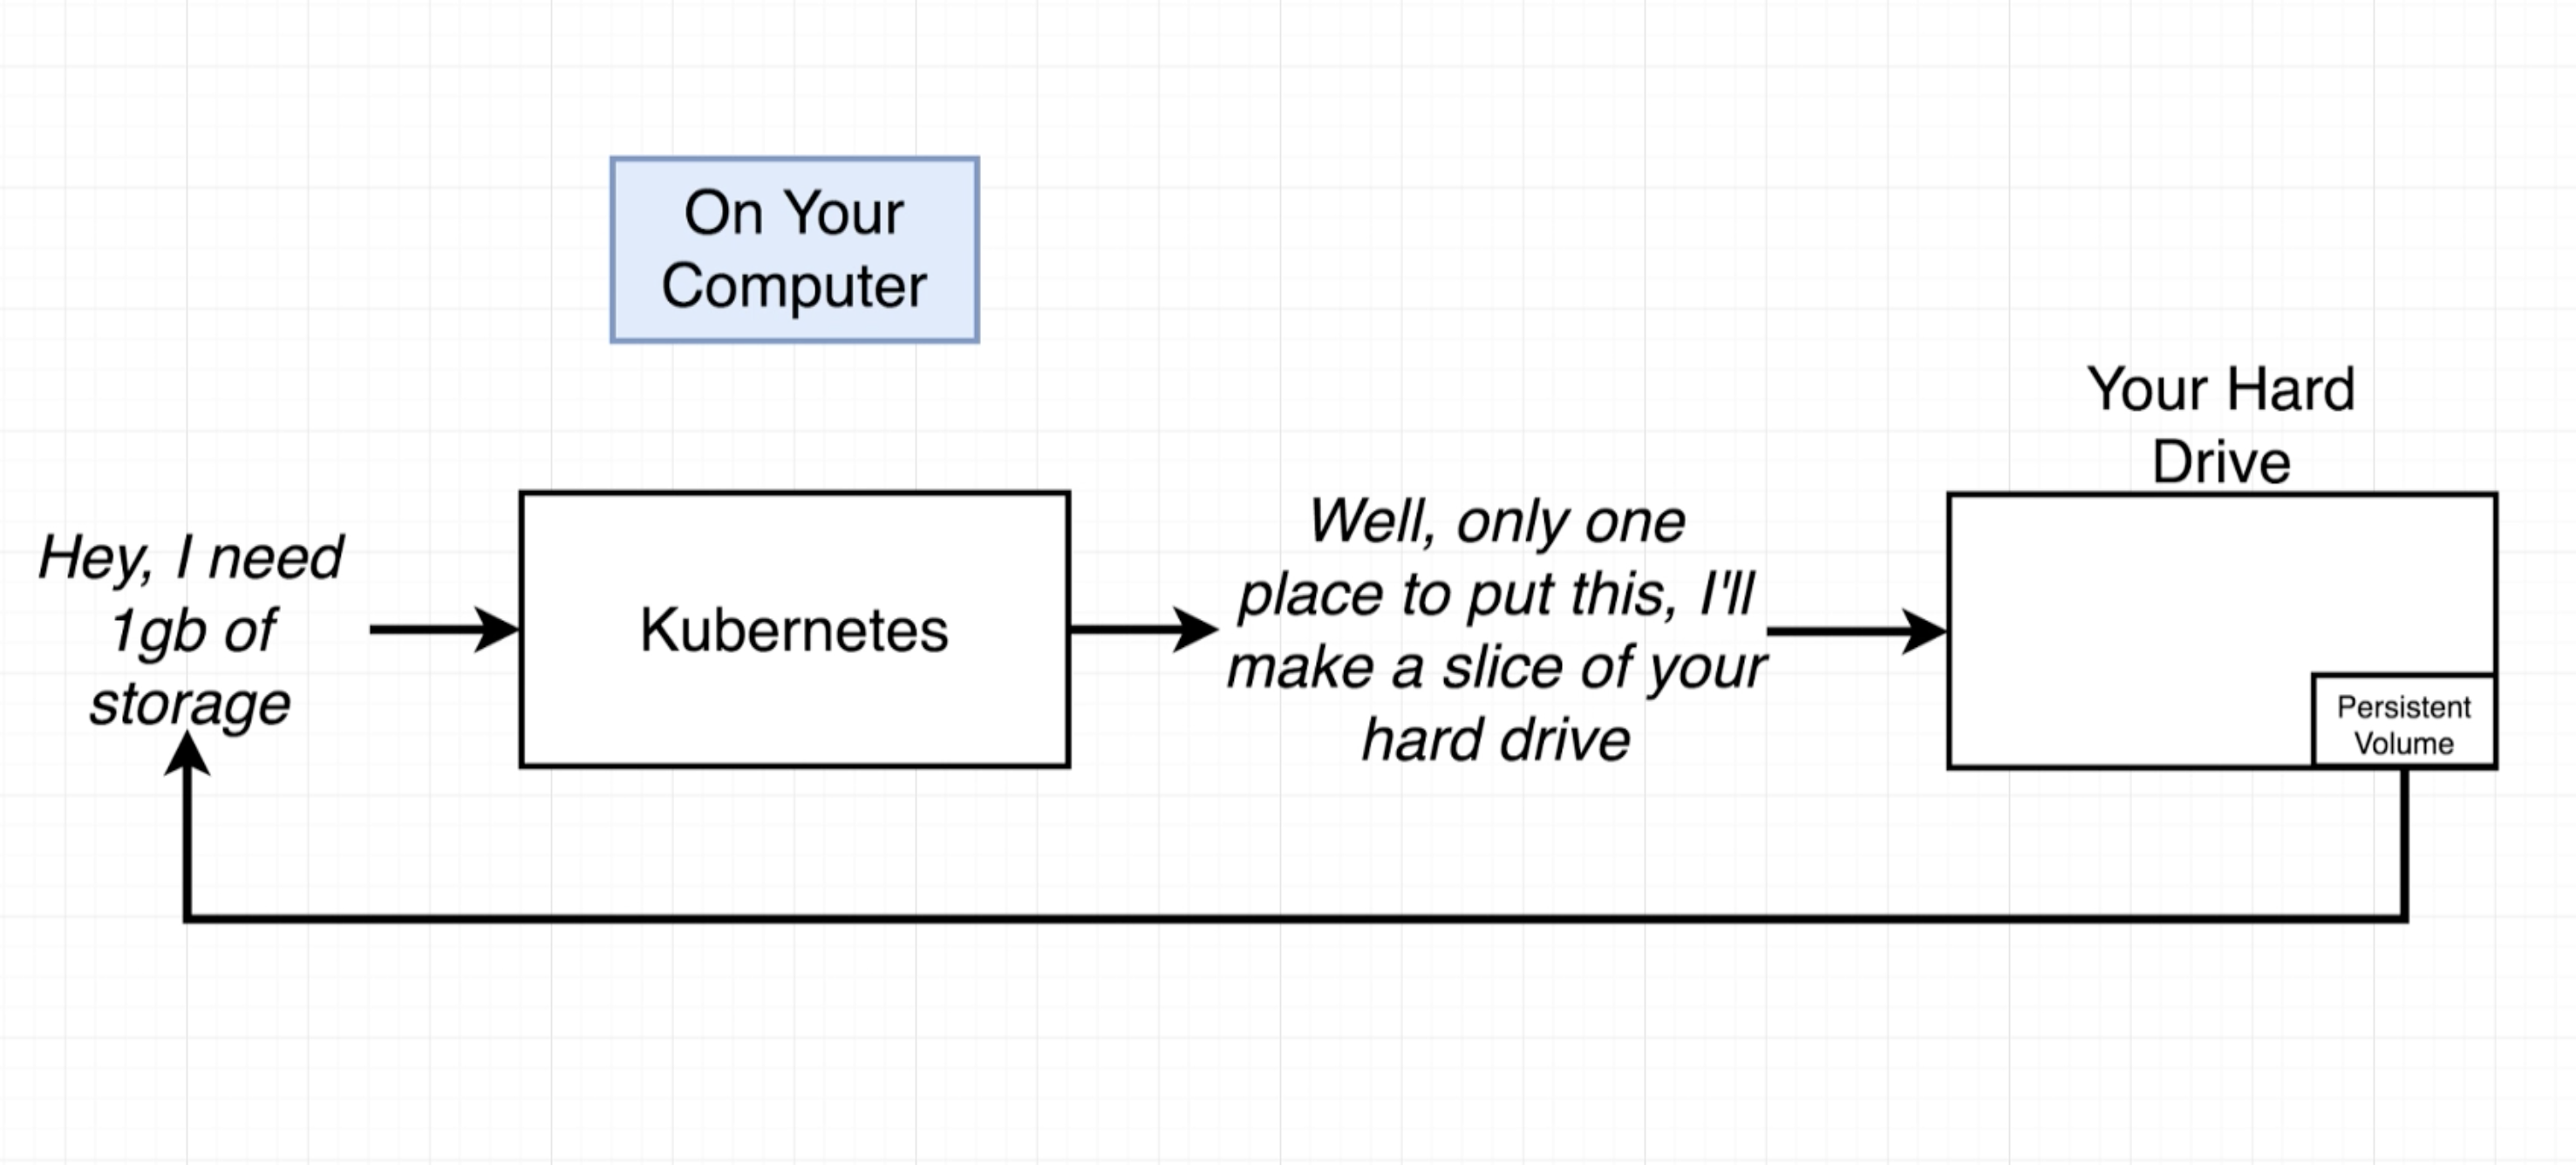 On Your
Computer
Your Hard
Drive
Hey, I need
1gb of
storage
Kubernetes
Well, only one
place to put this, I'll
make a slice of your
hard drive
Persistent
Volume